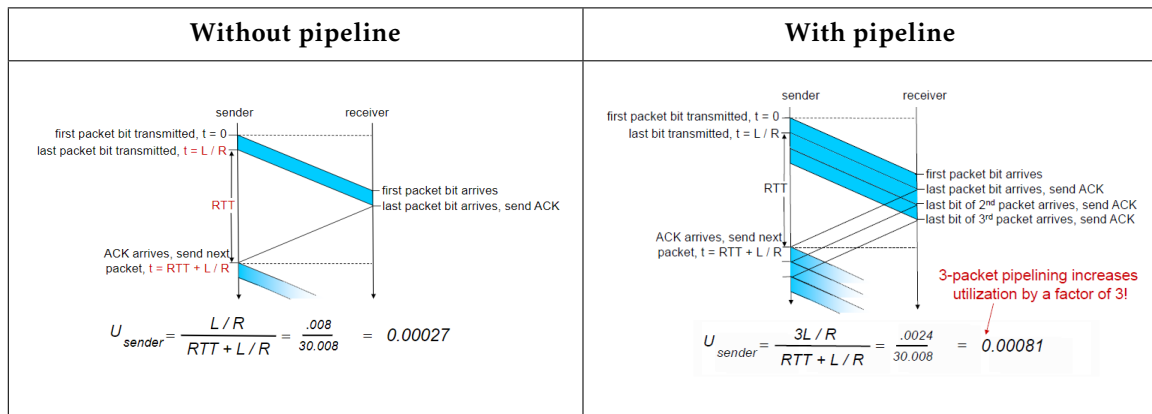 Without pipeline
sender
receiver
first packet bit transmitted, t = 0
last packet bit transmitted, t = L / R
first packet bit arrives
last packet bit arrives, send ACK
RTT
ACK arrives, send next
packet, t = RTT + L / R
U sender = L / R / RTT + L / R = .008 / 30.008 = 0.00027
With pipeline
sender
receiver
first packet bit transmitted, t = 0
last bit transmitted, t = L / R
first packet bit arrives
last packet bit arrives, send ACK
last bit of 2nd packet arrives, send ACK
last bit of 3rd packet arrives, send ACK
RTT
ACK arrives, send next
packet, t = RTT + L / R
3-packet pipelining increases
utilization by a factor of 3!
U sender = 3L / R / RTT + L / R = .0024 / 30.008 = 0.00081